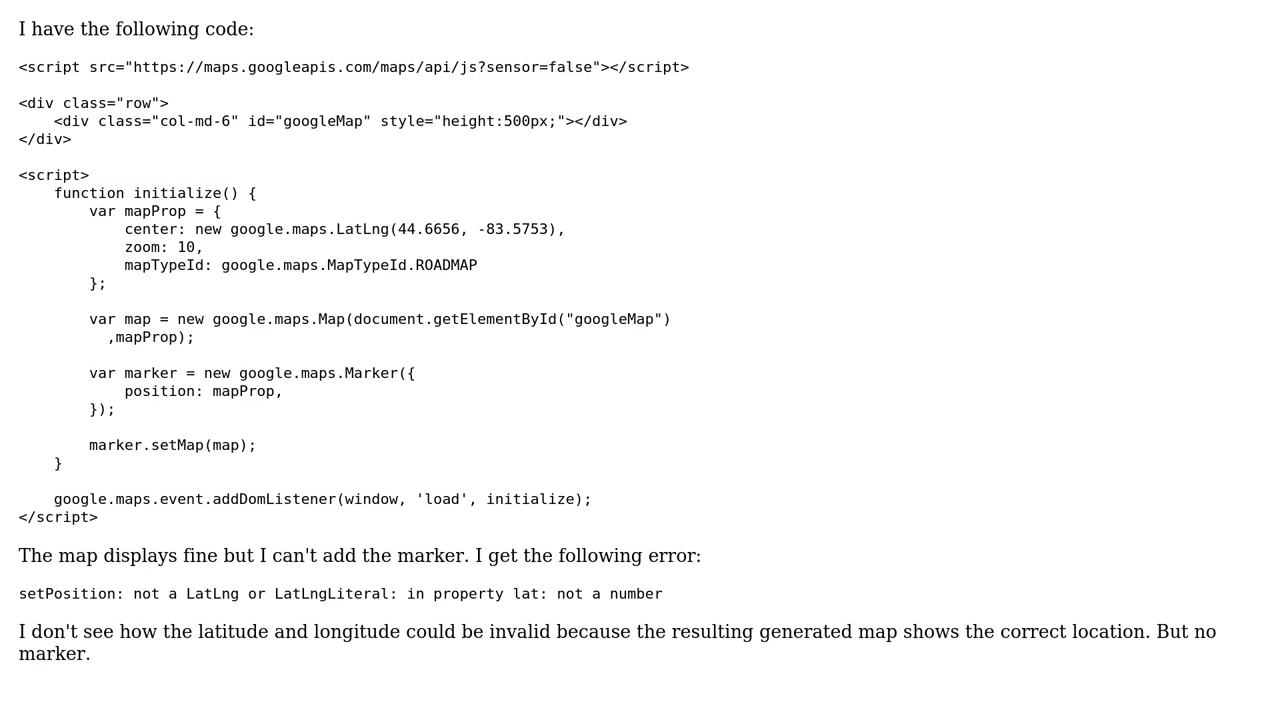 I have the following code:
<script src="https://maps.googleapis.com/maps/api/js?sensor=false"></script>
<div class="row">
    <div class="col-md-6" id="googleMap" style="height:500px;"></div>
</div>
<script>
    function initialize() {
        var mapProp = {
            center: new google.maps.LatLng(44.6656, -83.5753),
            zoom: 10,
            mapTypeId: google.maps.MapTypeId.ROADMAP
        };
        var map = new google.maps.Map(document.getElementById("googleMap")
          ,mapProp);
        var marker = new google.maps.Marker({
            position: mapProp,
        });
        marker.setMap(map);
    }
    google.maps.event.addDomListener(window, 'load', initialize);
</script>
The map displays fine but I can't add the marker. I get the following error:
setPosition: not a LatLng or LatLngLiteral: in property lat: not a number
I don't see how the latitude and longitude could be invalid because the resulting generated map shows the correct location. But no
marker.